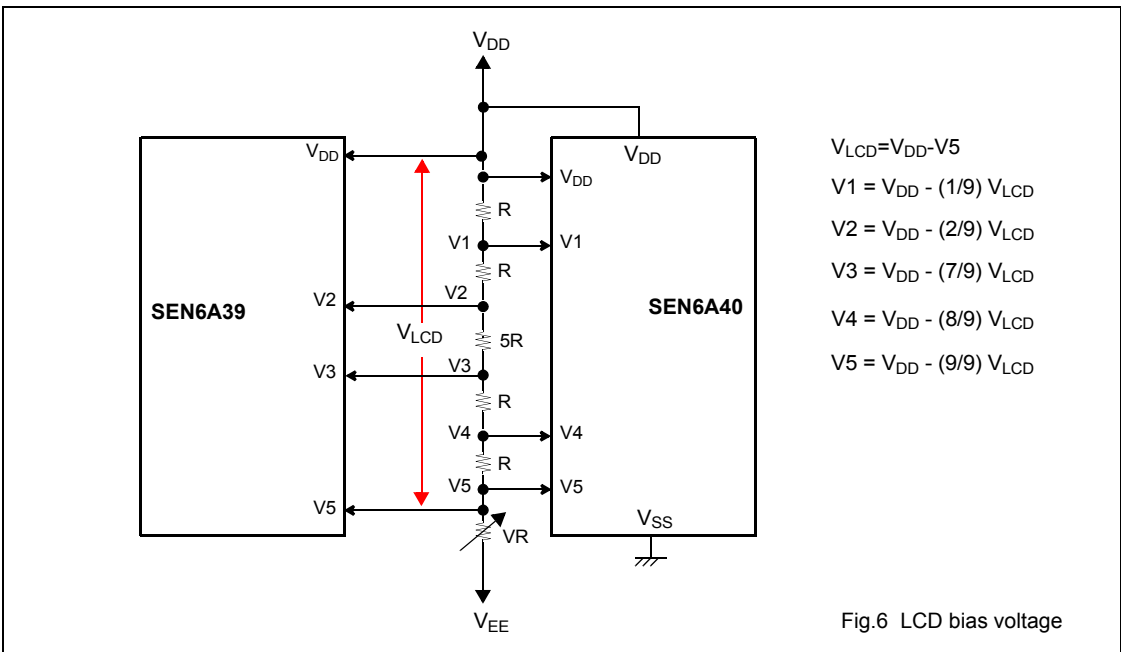 VDD
VDD
VDD
VDD
R
V1
V1
R
V2
V2
SEN6A39
SEN6A40
VLCD
5R
V3
V3
R
V4
V4
R
V5
V5
V5
VR
VSS
VEE
VLCD=VDD-V5
V1 = VDD - (1/9) VLCD
V2 = VDD - (2/9) VLCD
V3 = VDD - (7/9) VLCD
V4 = VDD - (8/9) VLCD
V5 = VDD - (9/9) VLCD
Fig.6 LCD bias voltage